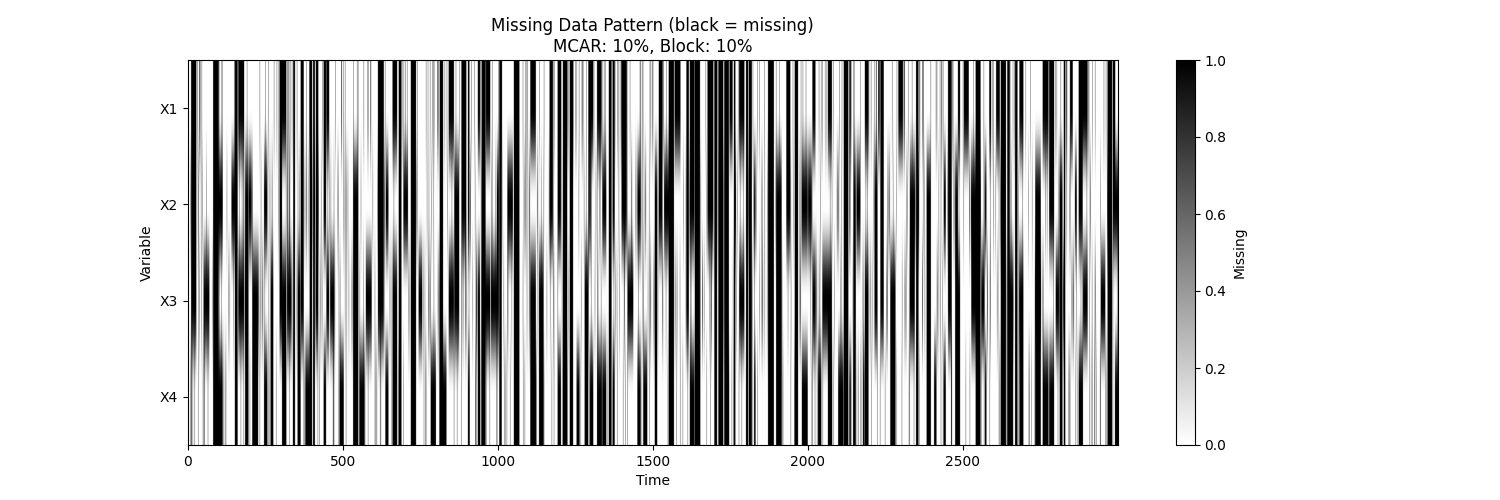 Missing Data Pattern (black = missing)
MCAR: 10%, Block: 10%
Variable
X1
X2
X3
X4
0
500
1000
1500
2000
2500
Time
1.0
0.8
0.6
0.4
0.2
0.0
Missing